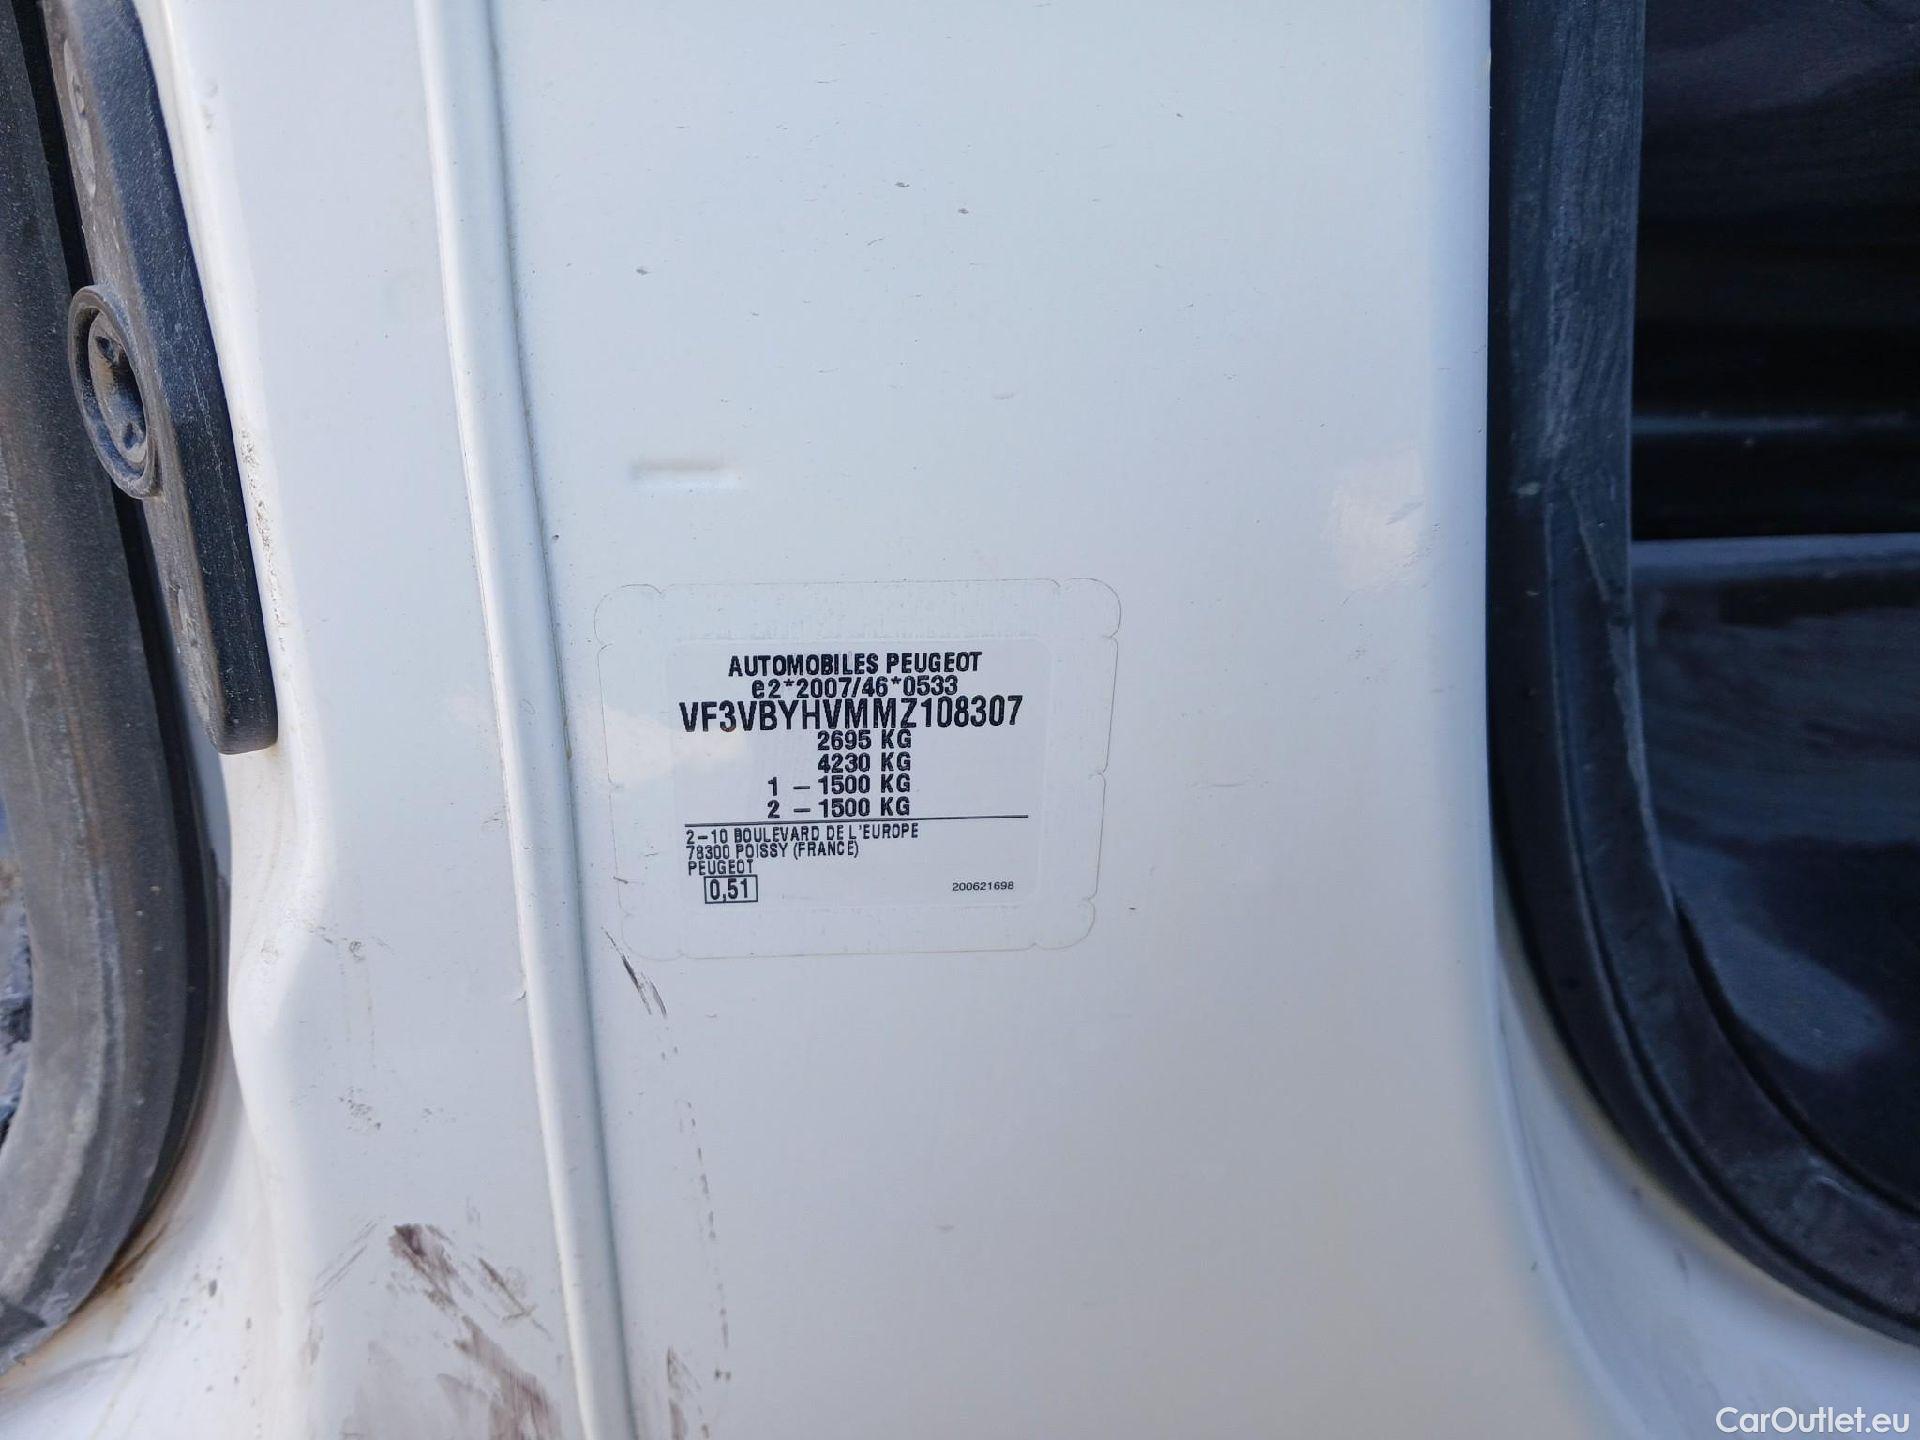 AUTOMOBILES PEUGEOT
e2*2007/46*0533
VF3VBYHVMMZ108307
2695 KG
4230 KG
1 – 1500 KG
2 – 1500 KG
2–10 BOULEVARD DE L'EUROPE
78300 POISSY (FRANCE)
PEUGEOT
0,51
200621698
CarOutlet.eu